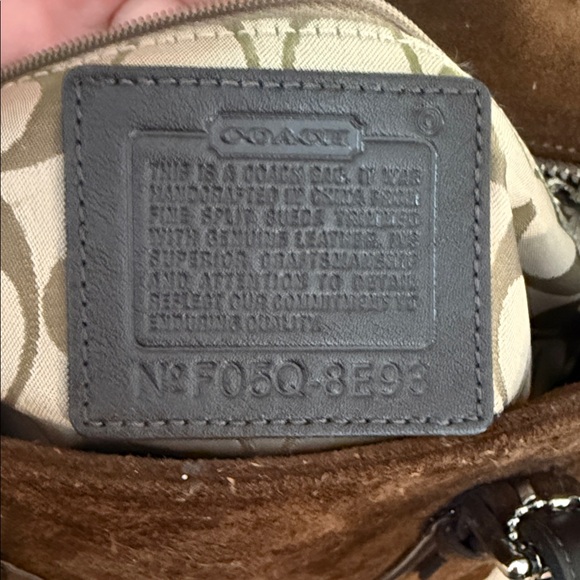 COACH
THIS IS A COACH BAG. IT WAS
HANDCRAFTED IN CHINA FROM
FINE SPLIT SUEDE TRIMMED
WITH GENUINE LEATHER. ITS
SUPERIOR CRAFTSMANSHIP
AND ATTENTION TO DETAIL
REFLECT OUR COMMITMENT TO
ENDURING QUALITY.
Nº F05Q-8E93